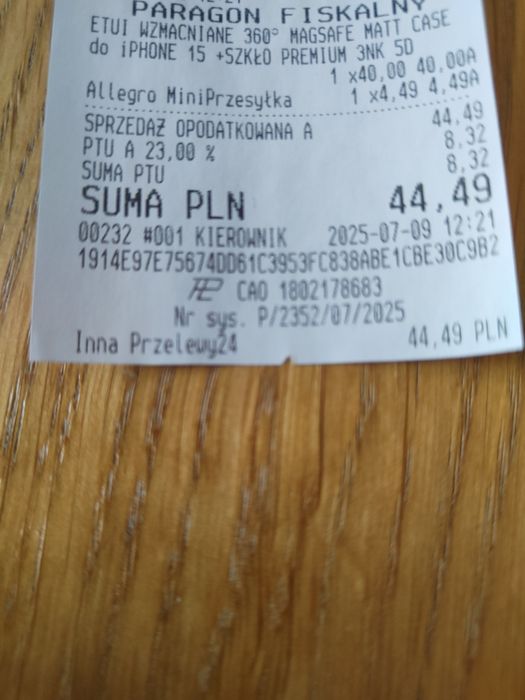 PARAGON FISKALNY
ETUI WZMACNIANE 360° MAGSAFE MATT CASE
do iPHONE 15 +SZKŁO PREMIUM 3NK 5D
1 x40,00 40,00A
Allegro MiniPrzesyłka 1 x4,49 4,49A
SPRZEDAŻ OPODATKOWANA A 44,49
PTU A 23,00 % 8,32
SUMA PTU 8,32
SUMA PLN 44,49
00232 #001 KIEROWNIK 2025-07-09 12:21
1914E97E75674DD61C3953FC838ABE1CBE30C9B2
CAO 1802178683
Nr sys. P/2352/07/2025
Inna Przelewy24 44,49 PLN